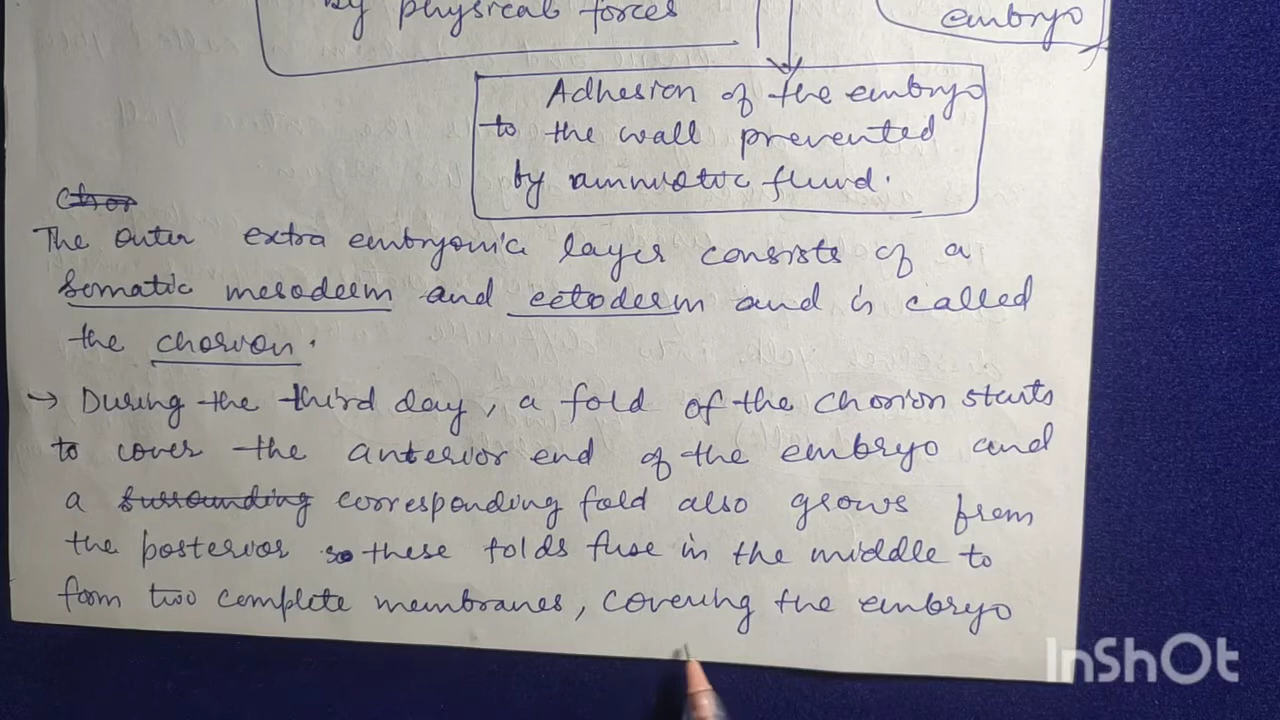 by physical forces
embryo
Adhesion of the embryo
to the wall prevented
by amniotic fluid.
Chor
The outer extra embryonic layer consists of a
somatic mesoderm and ectoderm and is called
the chorion.
→ During the third day, a fold of the chorion starts
to cover the anterior end of the embryo and
a surrounding corresponding fold also grows from
the posterior so these folds fuse in the middle to
form two complete membranes, covering the embryo
InShOt